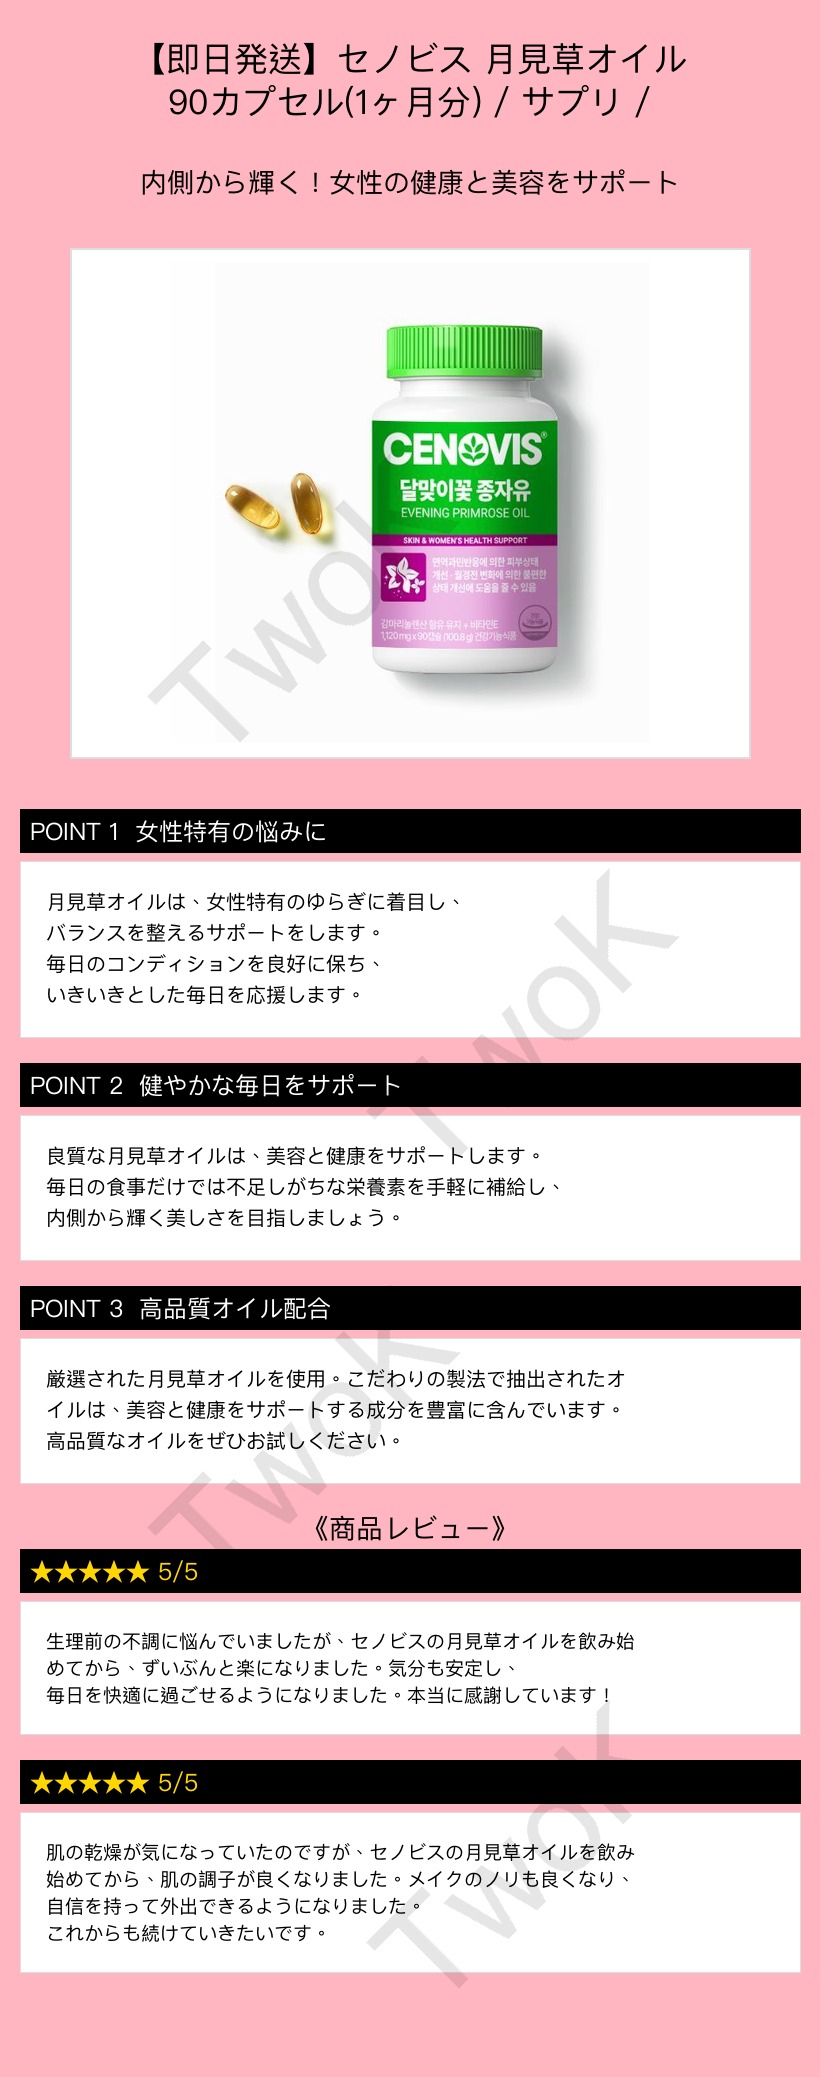 【即日発送】セノビス 月見草オイル
90カプセル(1ヶ月分) / サプリ /
内側から輝く！女性の健康と美容をサポート
CENOVIS®
달맞이꽃 종자유
EVENING PRIMROSE OIL
SKIN & WOMEN'S HEALTH SUPPORT
면역과민반응에 의한 피부상태
개선 · 월경전 변화에 의한 불편한
상태 개선에 도움을 줄 수 있음
감마리놀렌산 함유 유지 + 비타민E
1,120 mg x 90캡슐 (100.8 g) 건강기능식품
TwoK
POINT 1 女性特有の悩みに
月見草オイルは、女性特有のゆらぎに着目し、
バランスを整えるサポートをします。
毎日のコンディションを良好に保ち、
いきいきとした毎日を応援します。
TwoK
POINT 2 健やかな毎日をサポート
良質な月見草オイルは、美容と健康をサポートします。
毎日の食事だけでは不足しがちな栄養素を手軽に補給し、
内側から輝く美しさを目指しましょう。
POINT 3 高品質オイル配合
厳選された月見草オイルを使用。こだわりの製法で抽出されたオ
イルは、美容と健康をサポートする成分を豊富に含んでいます。
高品質なオイルをぜひお試しください。
TwoK
《商品レビュー》
★★★★★ 5/5
生理前の不調に悩んでいましたが、セノビスの月見草オイルを飲み始
めてから、ずいぶんと楽になりました。気分も安定し、
毎日を快適に過ごせるようになりました。本当に感謝しています！
★★★★★ 5/5
肌の乾燥が気になっていたのですが、セノビスの月見草オイルを飲み
始めてから、肌の調子が良くなりました。メイクのノリも良くなり、
自信を持って外出できるようになりました。
これからも続けていきたいです。
TwoK